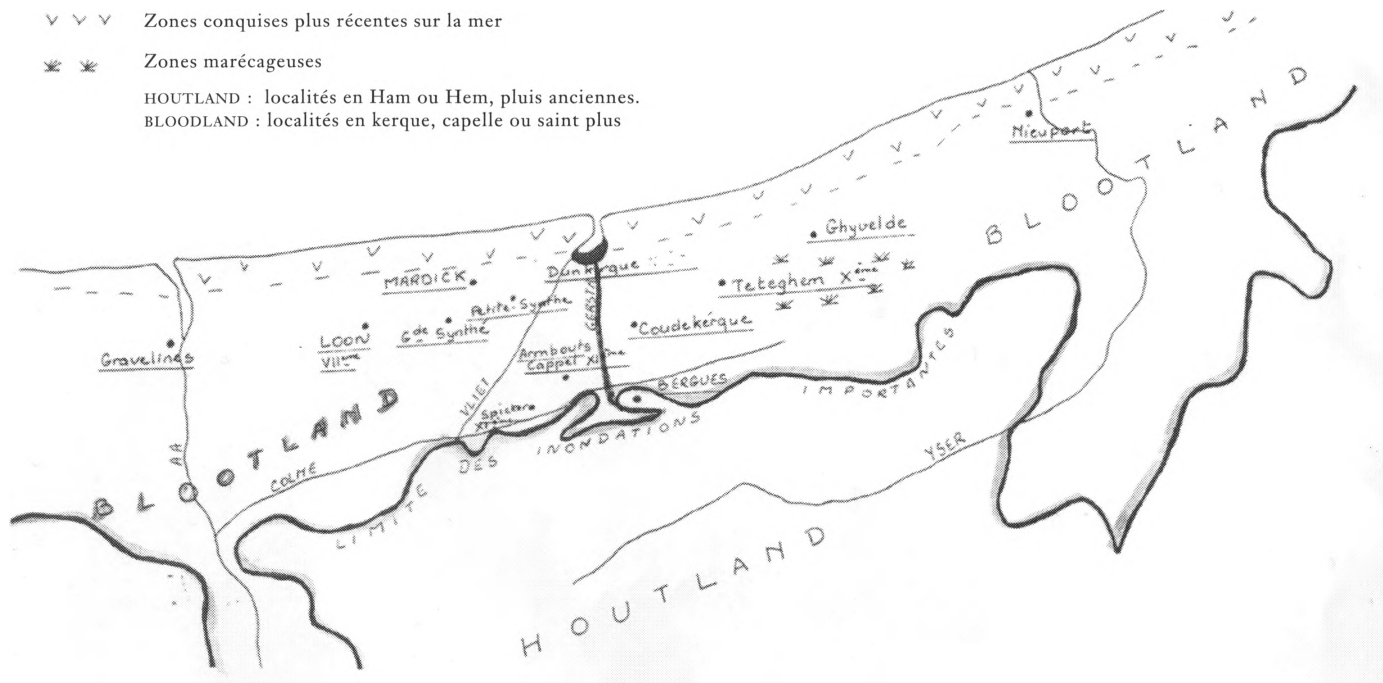 Zones conquises plus récentes sur la mer
Zones marécageuses
HOUTLAND : localités en Ham ou Hem, pluis anciennes.
BLOODLAND : localités en kerque, capelle ou saint plus
Nieuport
BLOOTLAND
Ghyvelde
MARDICK
Dunkerque
Teteghem Xème
Petite-Synthe
Coudekerque
LOON
VIIème
Gde Synthé
Gravelines
Armbouts
Cappel XIème
VLIET
BERGUES
AA
BLOOTLAND
COLME
LIMITE DES INONDATIONS IMPORTANTES
YSER
HOUTLAND